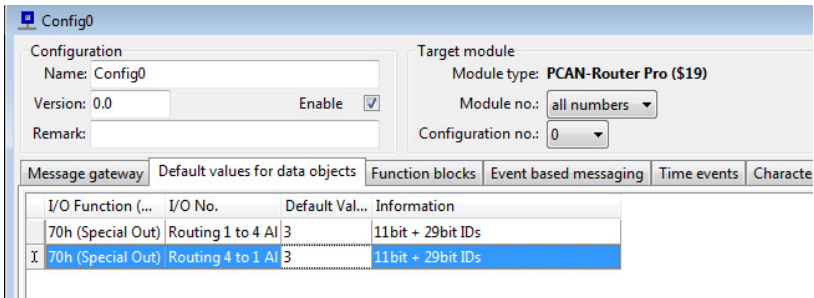 Config0
Configuration
Target module
Name: Config0
Module type: PCAN-Router Pro ($19)
Version: 0.0 Enable
Module no.: all numbers
Remark:
Configuration no.: 0
Message gateway Default values for data objects Function blocks Event based messaging Time events Characte
I/O Function (... I/O No. Default Val... Information
70h (Special Out) Routing 1 to 4 Al 3 11bit + 29bit IDs
70h (Special Out) Routing 4 to 1 Al 3 11bit + 29bit IDs